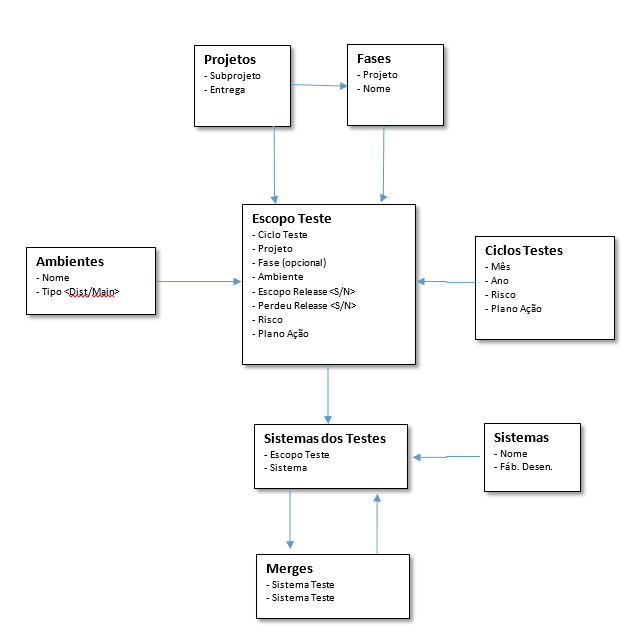 Projetos
- Subprojeto
- Entrega
Fases
- Projeto
- Nome
Escopo Teste
- Ciclo Teste
- Projeto
- Fase (opcional)
- Ambiente
- Escopo Release <S/N>
- Perdeu Release <S/N>
- Risco
- Plano Ação
Ambientes
- Nome
- Tipo <Dist/Main>
Ciclos Testes
- Mês
- Ano
- Risco
- Plano Ação
Sistemas dos Testes
- Escopo Teste
- Sistema
Sistemas
- Nome
- Fáb. Desen.
Merges
- Sistema Teste
- Sistema Teste